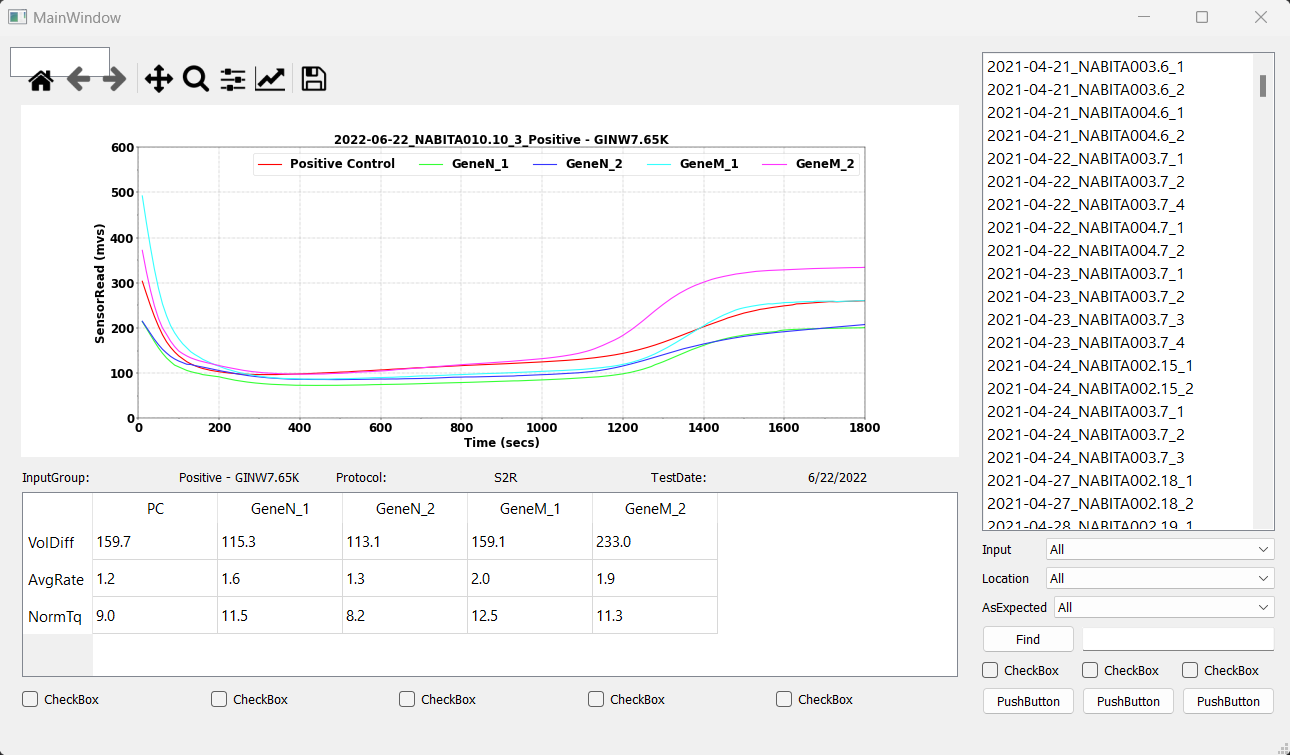 MainWindow
2022-06-22_NABITA010.10_3_Positive - GINW7.65K
Positive Control GeneN_1 GeneN_2 GeneM_1 GeneM_2
600
500
400
300
200
100
0
SensorRead (mvs)
0 200 400 600 800 1000 1200 1400 1600 1800
Time (secs)
InputGroup: Positive - GINW7.65K Protocol: S2R TestDate: 6/22/2022
PC GeneN_1 GeneN_2 GeneM_1 GeneM_2
VolDiff 159.7 115.3 113.1 159.1 233.0
AvgRate 1.2 1.6 1.3 2.0 1.9
NormTq 9.0 11.5 8.2 12.5 11.3
CheckBox CheckBox CheckBox CheckBox CheckBox
2021-04-21_NABITA003.6_1
2021-04-21_NABITA003.6_2
2021-04-21_NABITA004.6_1
2021-04-21_NABITA004.6_2
2021-04-22_NABITA003.7_1
2021-04-22_NABITA003.7_2
2021-04-22_NABITA003.7_4
2021-04-22_NABITA004.7_1
2021-04-22_NABITA004.7_2
2021-04-23_NABITA003.7_1
2021-04-23_NABITA003.7_2
2021-04-23_NABITA003.7_3
2021-04-23_NABITA003.7_4
2021-04-24_NABITA002.15_1
2021-04-24_NABITA002.15_2
2021-04-24_NABITA003.7_1
2021-04-24_NABITA003.7_2
2021-04-24_NABITA003.7_3
2021-04-27_NABITA002.18_1
2021-04-27_NABITA002.18_2
2021-04-28_NABITA002.19_1
Input All
Location All
AsExpected All
Find
CheckBox CheckBox CheckBox
PushButton PushButton PushButton